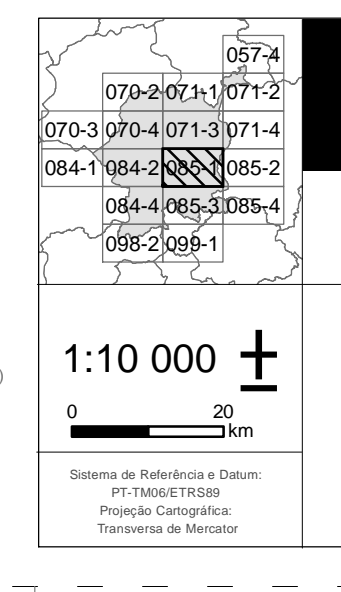 057-4
070-2 071-1 071-2
070-3 070-4 071-3 071-4
084-1 084-2 085-1 085-2
084-4 085-3 085-4
098-2 099-1
1:10 000
0 20
km
Sistema de Referência e Datum:
PT-TM06/ETRS89
Projeção Cartográfica:
Transversa de Mercator